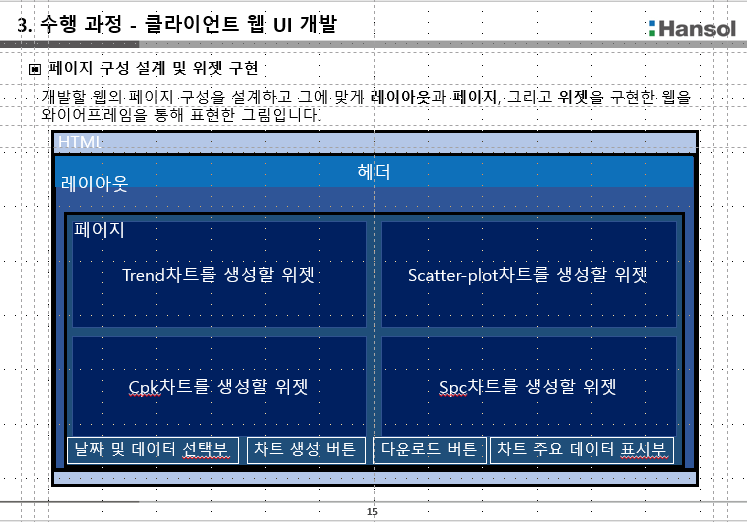 3. 수행 과정 - 클라이언트 웹 UI 개발
Hansol
페이지 구성 설계 및 위젯 구현
개발할 웹의 페이지 구성을 설계하고 그에 맞게 레이아웃과 페이지, 그리고 위젯을 구현한 웹을
와이어프레임을 통해 표현한 그림입니다.
HTML
헤더
레이아웃
페이지
Trend차트를 생성할 위젯
Scatter-plot차트를 생성할 위젯
Cpk차트를 생성할 위젯
Spc차트를 생성할 위젯
날짜 및 데이터 선택부
차트 생성 버튼
다운로드 버튼
차트 주요 데이터 표시부
15